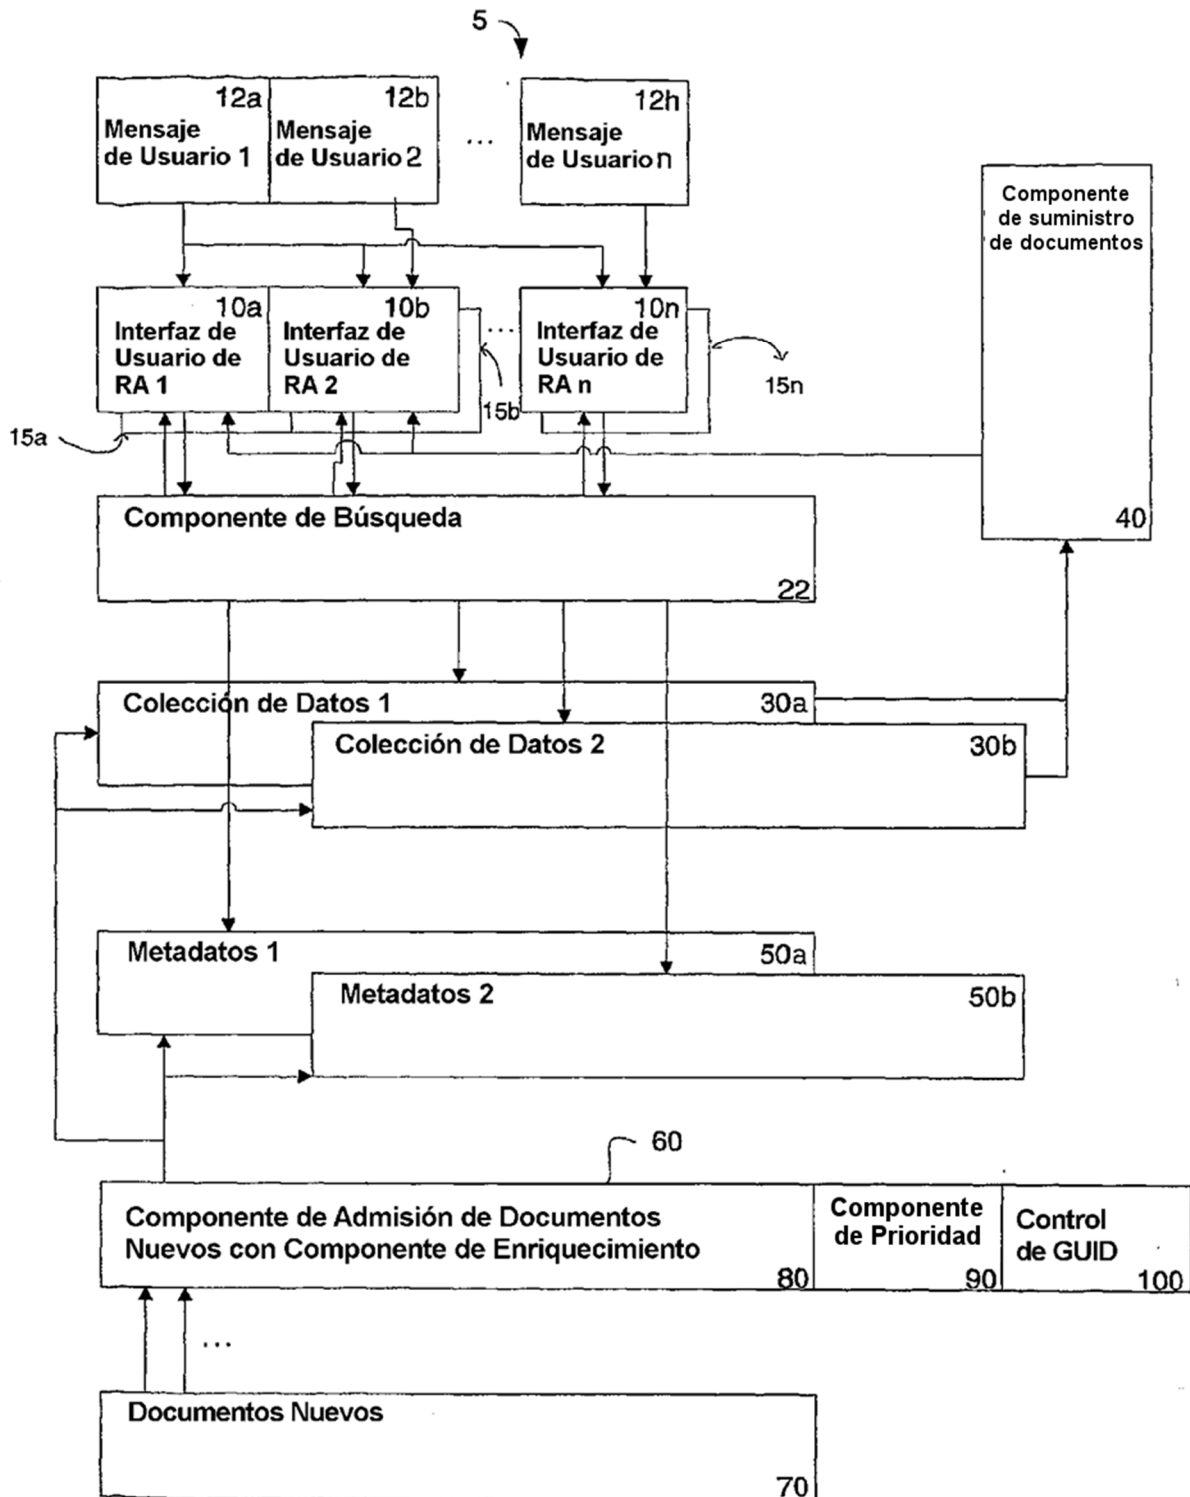 5
12a
Mensaje
de Usuario 1
12b
Mensaje
de Usuario 2
...
12h
Mensaje
de Usuario n
Componente
de suministro
de documentos
40
10a
Interfaz de
Usuario de
RA 1
10b
Interfaz de
Usuario de
RA 2
...
10n
Interfaz de
Usuario de
RA n
15a
15b
15n
Componente de Búsqueda
22
Colección de Datos 1
30a
Colección de Datos 2
30b
Metadatos 1
50a
Metadatos 2
50b
60
Componente de Admisión de Documentos
Nuevos con Componente de Enriquecimiento
80
Componente
de Prioridad
90
Control
de GUID
100
...
Documentos Nuevos
70